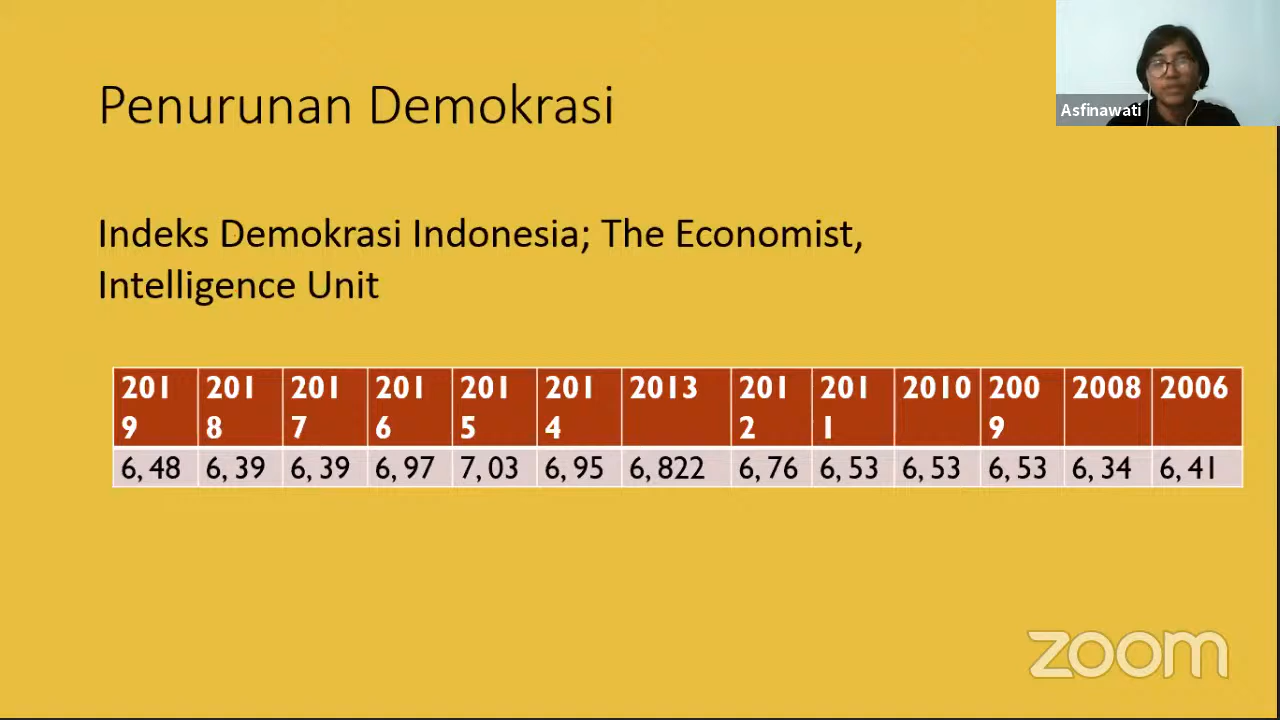 Asfinawati
Penurunan Demokrasi
Indeks Demokrasi Indonesia; The Economist,
Intelligence Unit
2019 2018 2017 2016 2015 2014 2013 2012 2011 2010 2009 2008 2006
6, 48 6, 39 6, 39 6, 97 7, 03 6, 95 6, 822 6, 76 6, 53 6, 53 6, 53 6, 34 6, 41
zoom